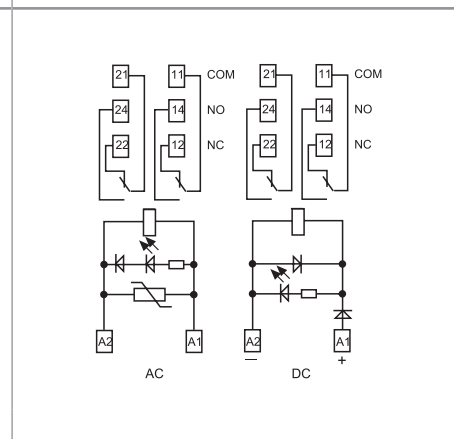 21 11 COM 21 11 COM
24 14 NO 24 14 NO
22 12 NC 22 12 NC
A2 A1 A2 A1
— +
AC DC